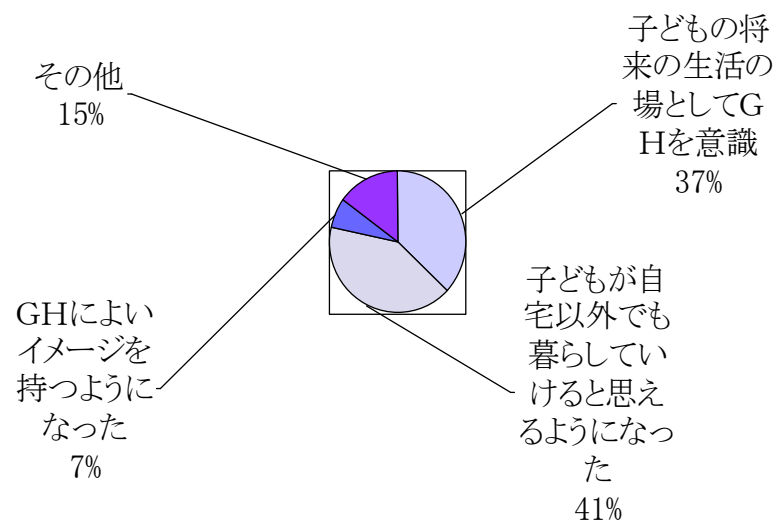 子どもの将
来の生活の
場としてG
Hを意識
37%
子どもが自
宅以外でも
暮らしてい
けると思え
るようになっ
た
41%
GHによい
イメージを
持つように
なった
7%
その他
15%